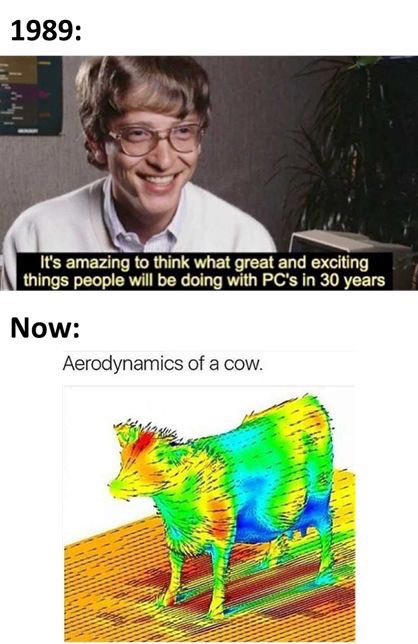 1989:
It's amazing to think what great and exciting
things people will be doing with PC's in 30 years
Now:
Aerodynamics of a cow.